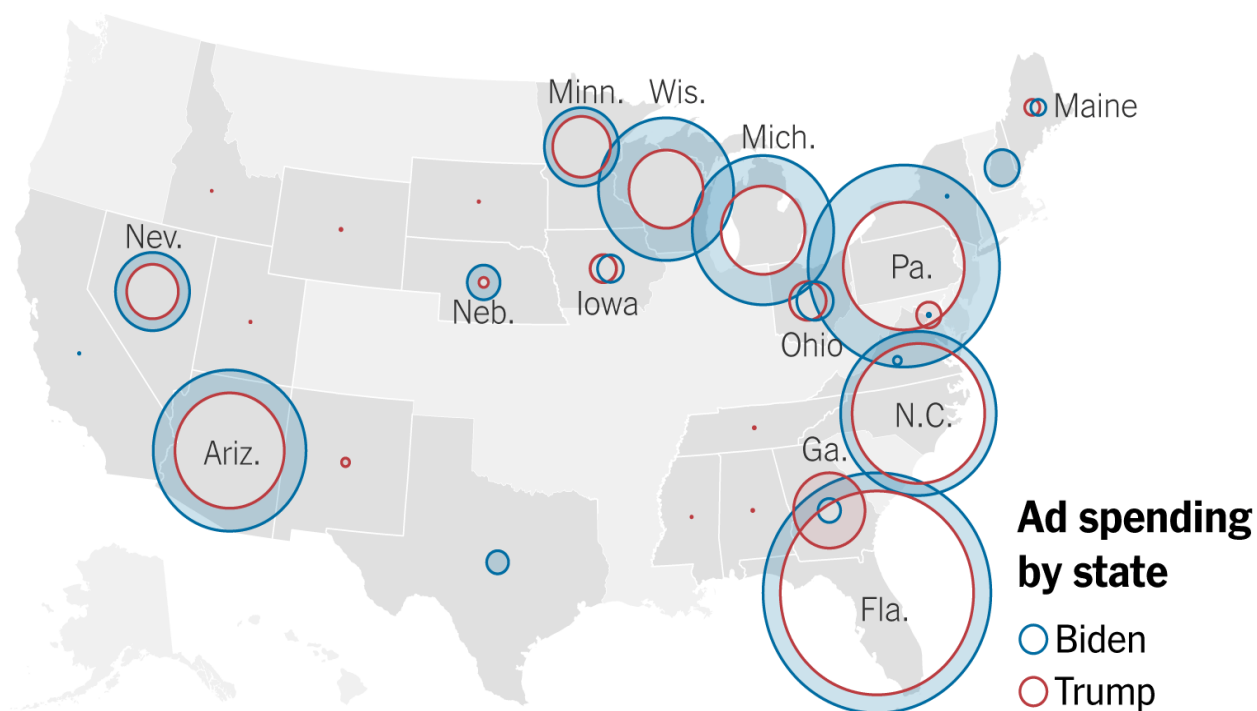 Minn.
Wis.
Maine
Mich.
Nev.
Pa.
Neb.
Iowa
Ohio
N.C.
Ariz.
Ga.
Ad spending
by state
Fla.
Biden
Trump